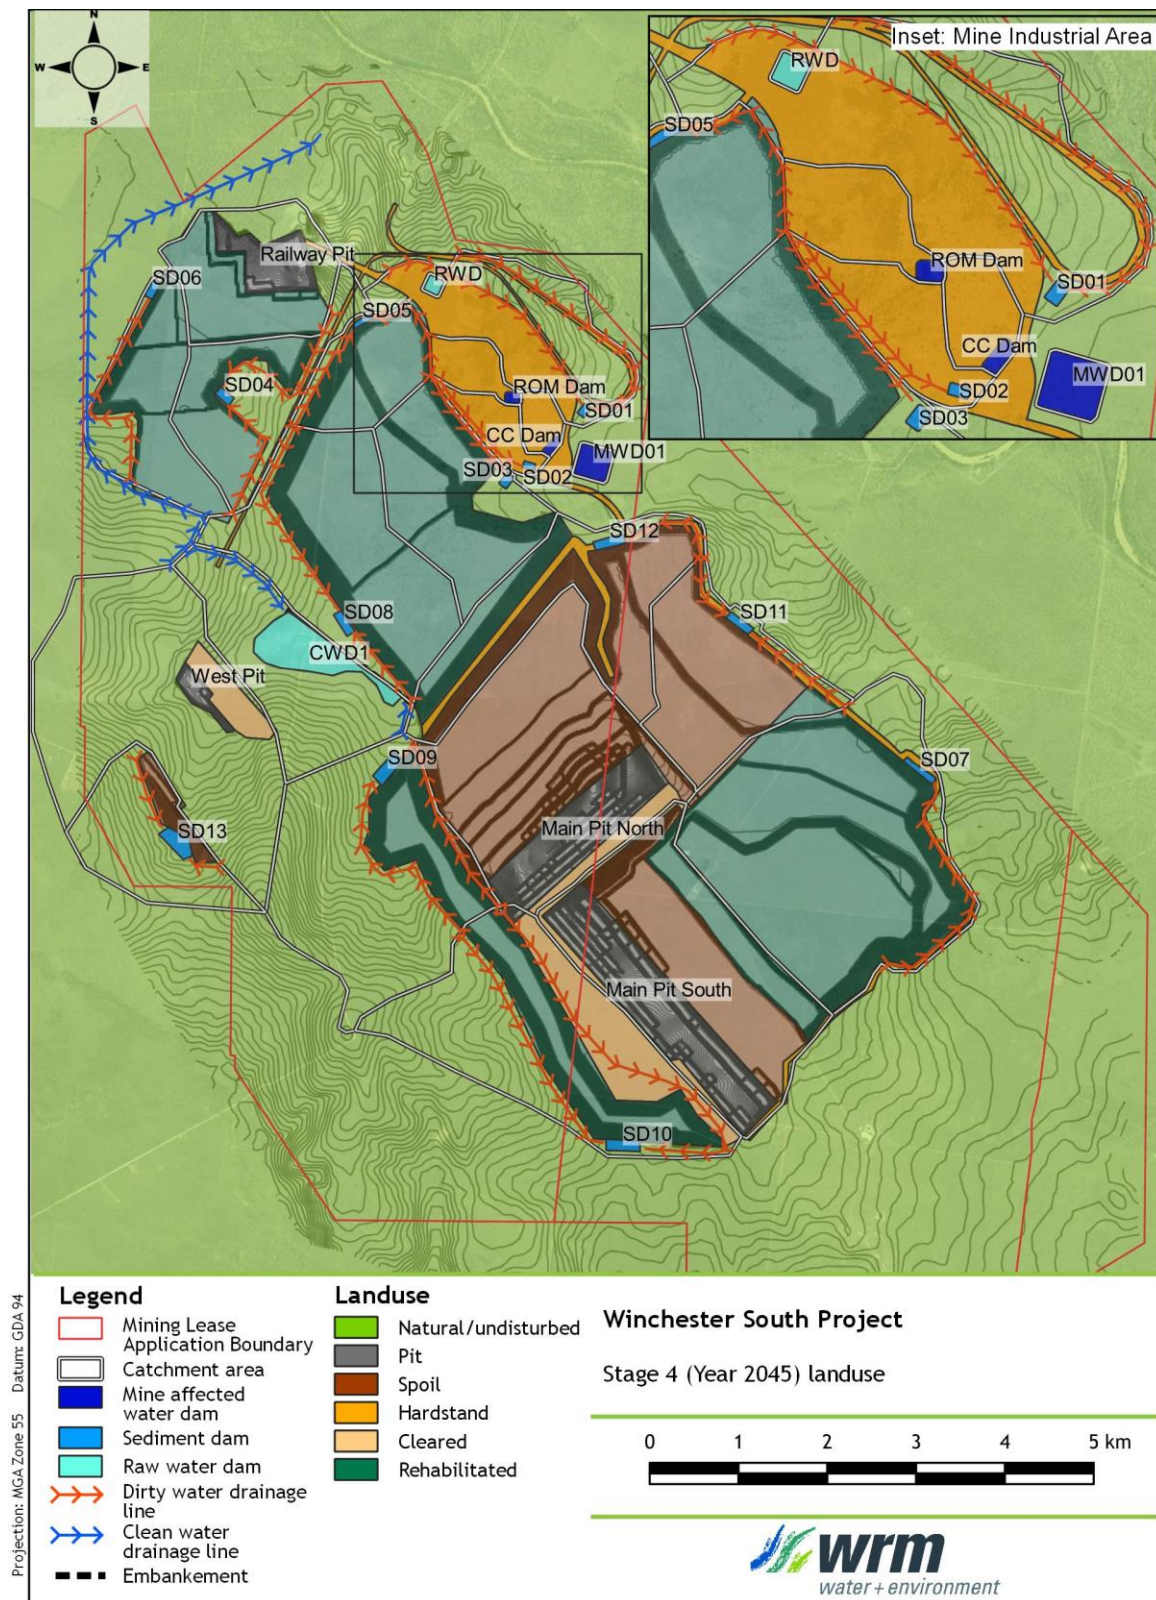 N
W
E
S
Inset: Mine Industrial Area
RWD
SD05
ROM Dam
SD01
CC Dam
MWD01
SD02
SD03
Railway Pit
SD06
RWD
SD05
SD04
ROM Dam
SD01
CC Dam
MWD01
SD03
SD02
SD12
SD08
SD11
CWD1
West Pit
SD09
SD07
SD13
Main Pit North
Main Pit South
SD10
Projection: MGA Zone 55 Datum: GDA 94
Legend
Mining Lease
Application Boundary
Catchment area
Mine affected
water dam
Sediment dam
Raw water dam
Dirty water drainage
line
Clean water
drainage line
Embankement
Landuse
Natural/undisturbed
Pit
Spoil
Hardstand
Cleared
Rehabilitated
Winchester South Project
Stage 4 (Year 2045) landuse
0 1 2 3 4 5 km
wrm
water + environment